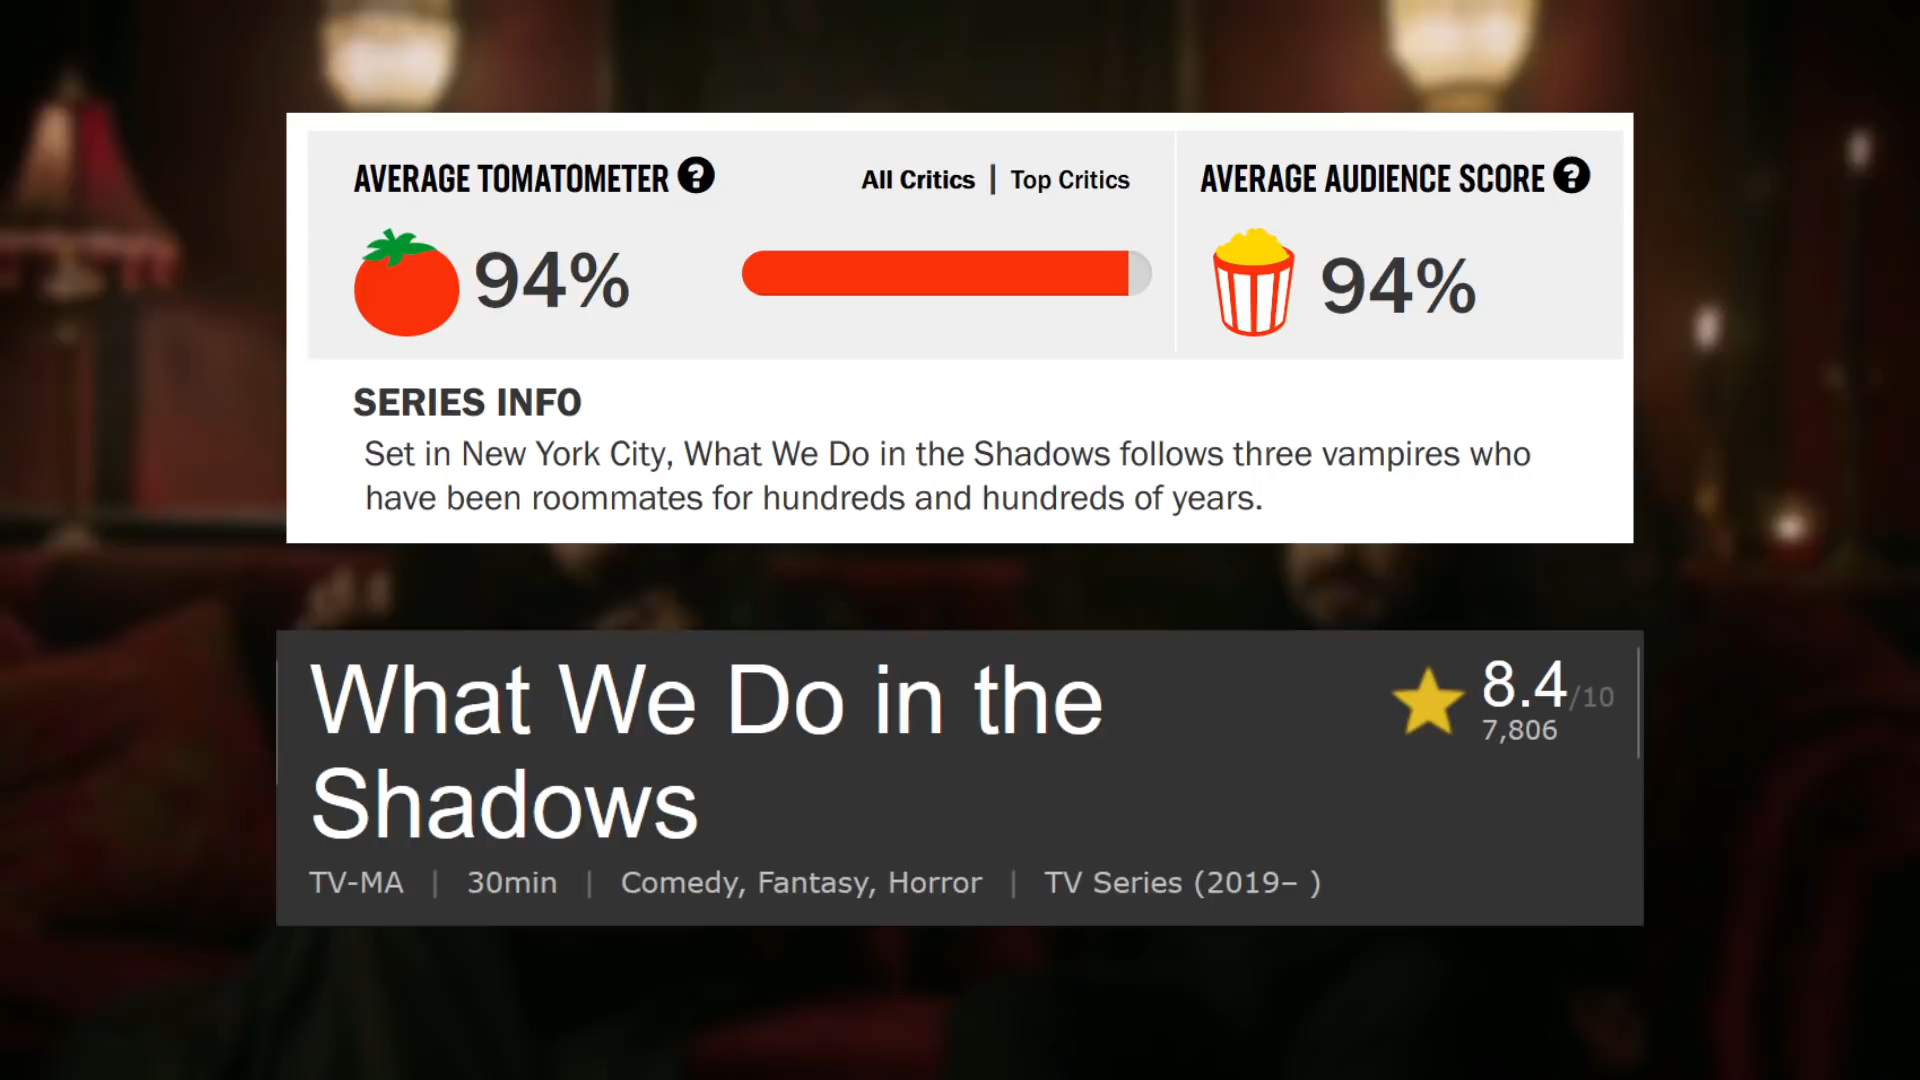 AVERAGE TOMATOMETER ?
All Critics | Top Critics
AVERAGE AUDIENCE SCORE ?
94%
94%
SERIES INFO
Set in New York City, What We Do in the Shadows follows three vampires who
have been roommates for hundreds and hundreds of years.
What We Do in the
Shadows
8.4/10
7,806
TV-MA | 30min | Comedy, Fantasy, Horror | TV Series (2019– )